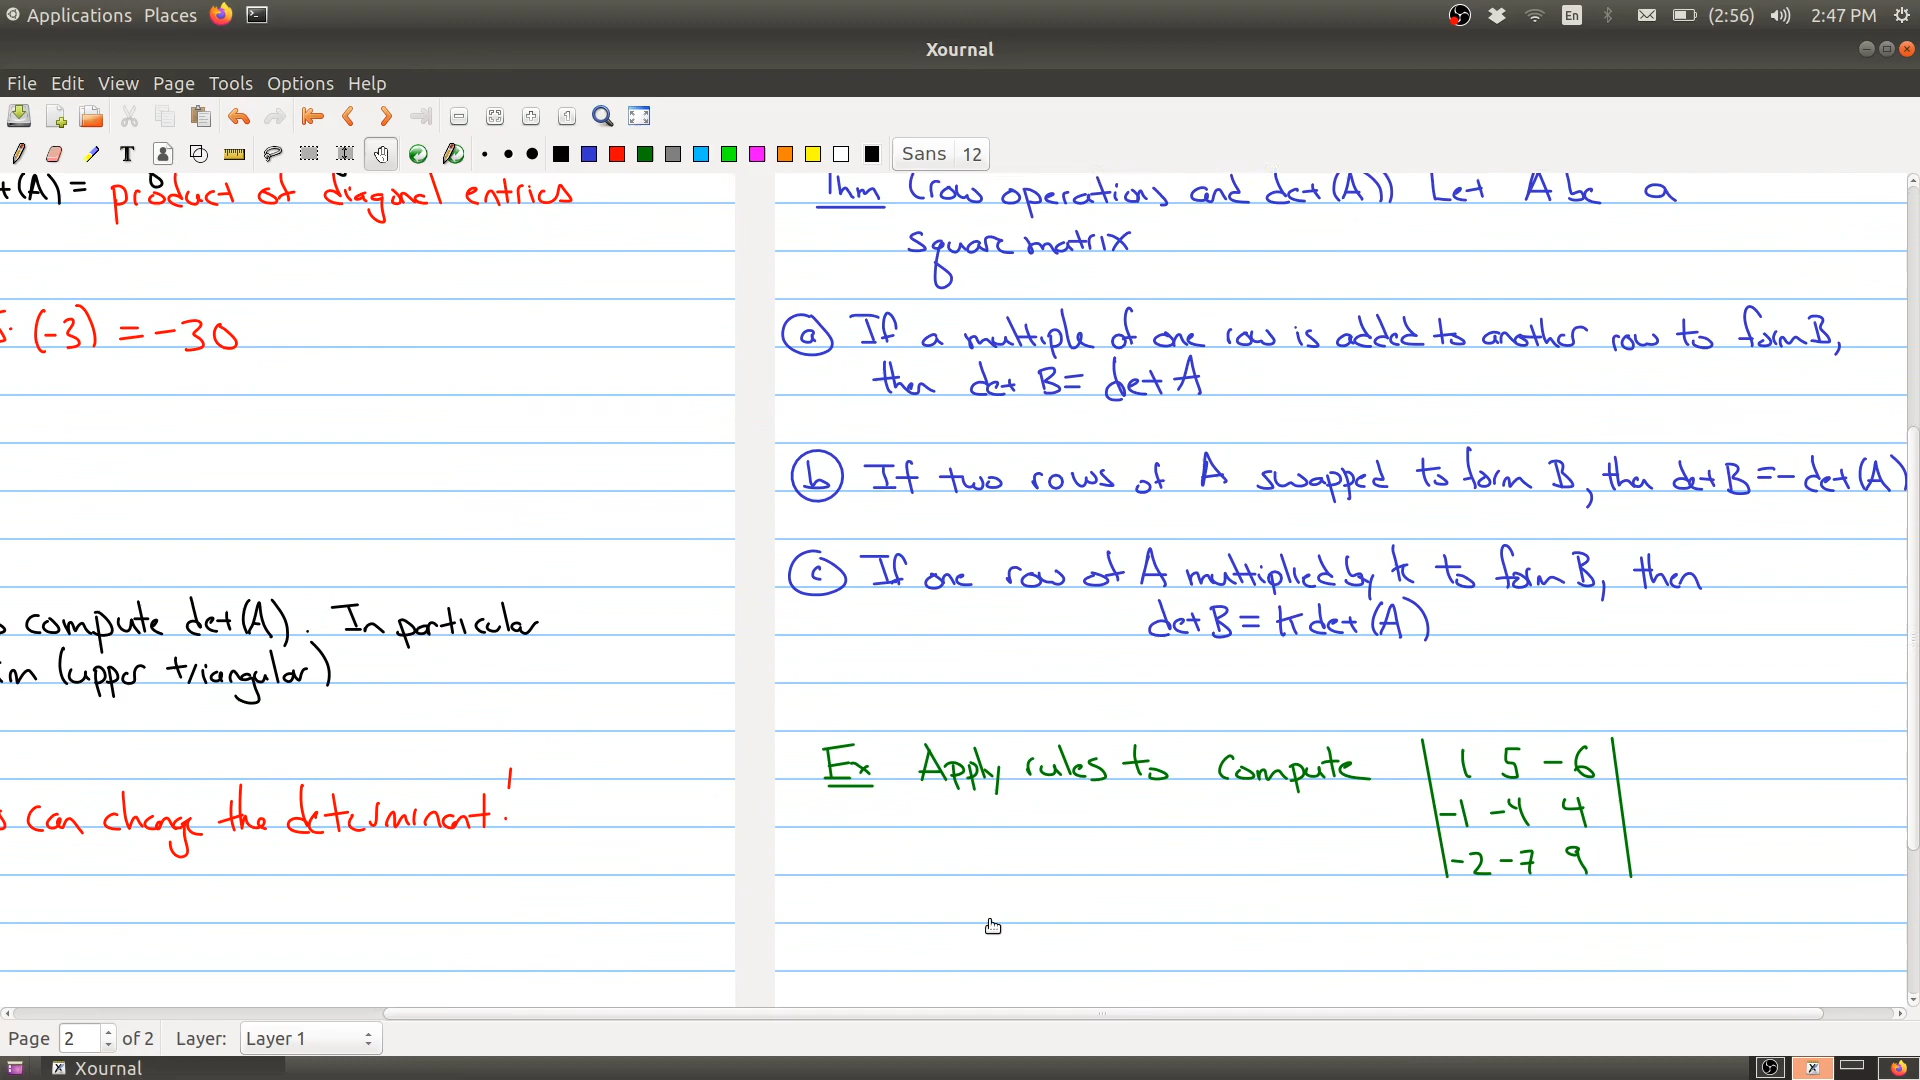 Applications Places
En (2:56) 2:47 PM
Xournal
File Edit View Page Tools Options Help
Sans 12
t(A) = product of diagonal entries
5·(-3) = -30
compute det(A). In particular
m (upper triangular)
can change the determinant!
Thm (row operations and det(A)) Let A be a
square matrix
a If a multiple of one row is added to another row to form B,
then det B = det A
b If two rows of A swapped to form B, then det B = - det(A)
c If one row of A multiplied by k to form B, then
det B = k det(A)
Ex Apply rules to compute | 1 5 -6 |
-1 -4 4
-2 -7 9
Page 2 of 2 Layer: Layer 1
Xournal